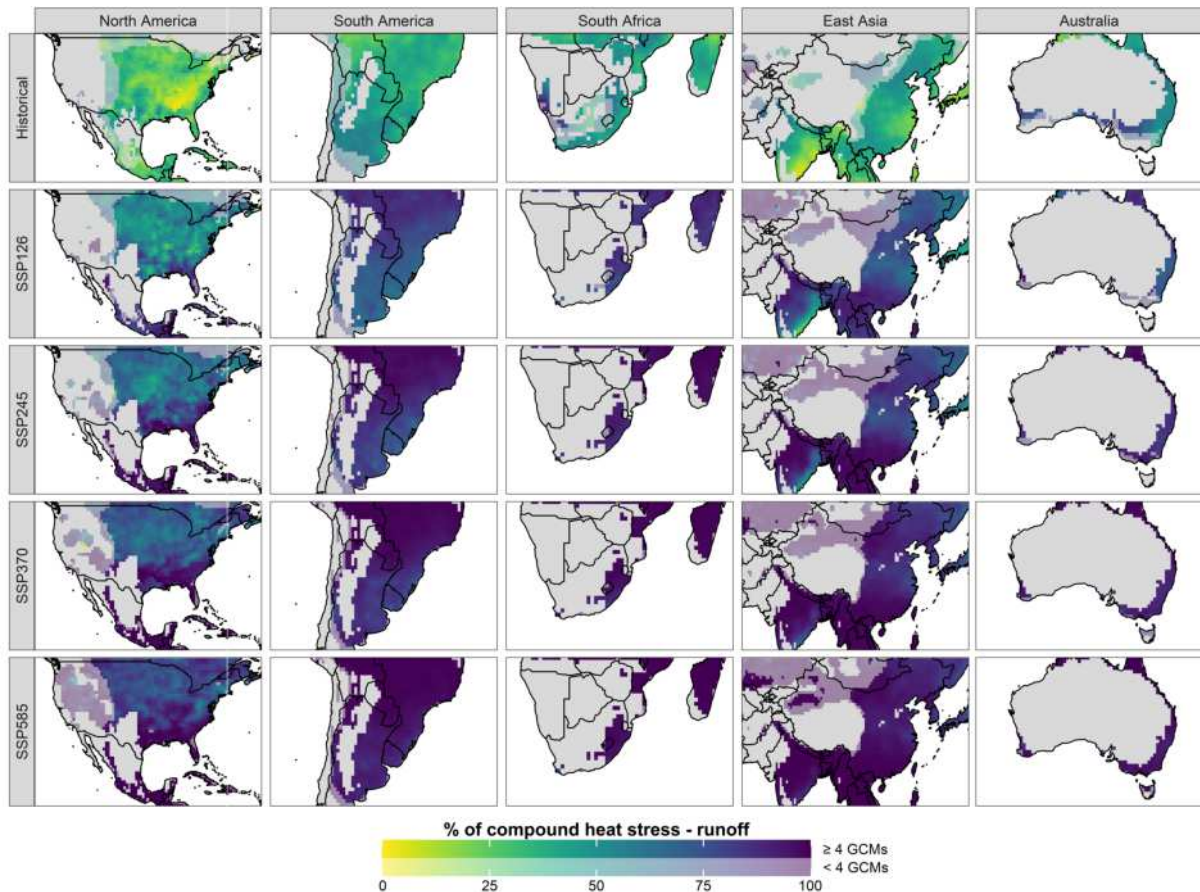 North America
South America
South Africa
East Asia
Australia
Historical
SSP126
SSP245
SSP370
SSP585
% of compound heat stress - runoff
≥ 4 GCMs
< 4 GCMs
0
25
50
75
100